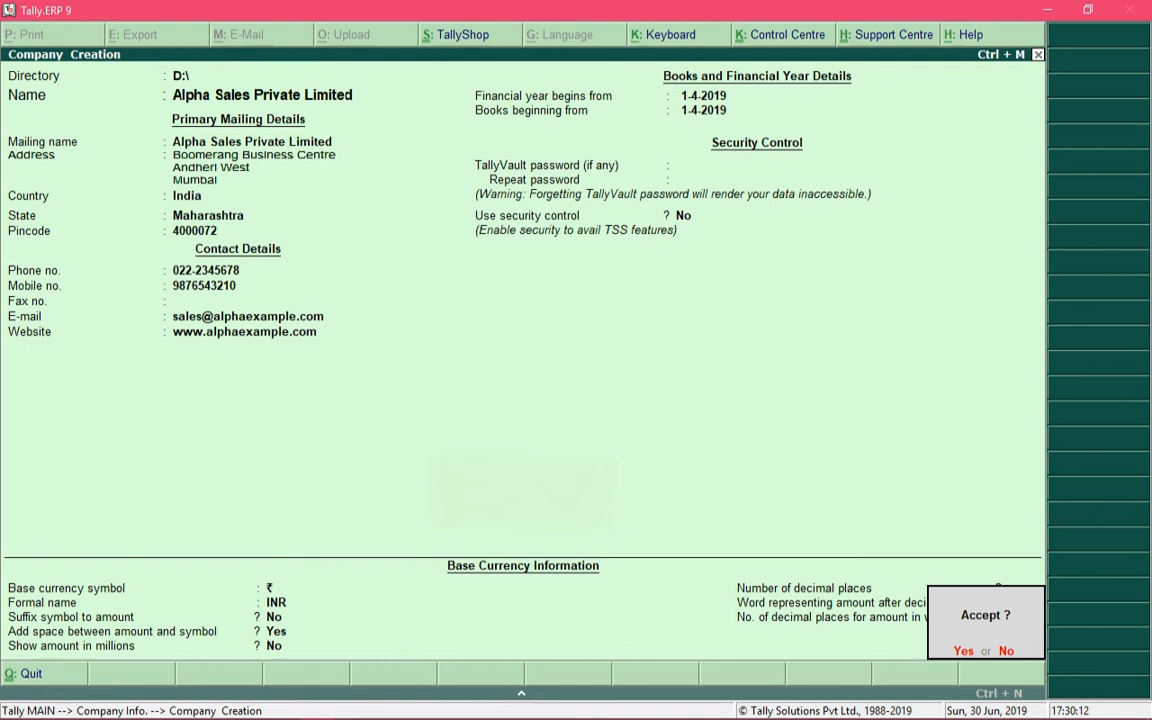 Tally.ERP 9
P: Print E: Export M: E-Mail O: Upload S: TallyShop G: Language K: Keyboard K: Control Centre H: Support Centre H: Help
Company Creation Ctrl + M
Directory : D:\
Name : Alpha Sales Private Limited
Primary Mailing Details
Mailing name : Alpha Sales Private Limited
Address : Boomerang Business Centre
Andheri West
Mumbai
Country : India
State : Maharashtra
Pincode : 4000072
Contact Details
Phone no. : 022-2345678
Mobile no. : 9876543210
Fax no. :
E-mail : sales@alphaexample.com
Website : www.alphaexample.com
Books and Financial Year Details
Financial year begins from : 1-4-2019
Books beginning from : 1-4-2019
Security Control
TallyVault password (if any) :
Repeat password :
(Warning: Forgetting TallyVault password will render your data inaccessible.)
Use security control ? No
(Enable security to avail TSS features)
Base Currency Information
Base currency symbol : ₹
Formal name : INR
Suffix symbol to amount ? No
Add space between amount and symbol ? Yes
Show amount in millions ? No
Number of decimal places
Word representing amount after
No. of decimal places for amount in
Accept ?
Yes or No
Q: Quit
Ctrl + N
Tally MAIN --> Company Info. --> Company Creation © Tally Solutions Pvt Ltd., 1988-2019 Sun, 30 Jun, 2019 17:30:12